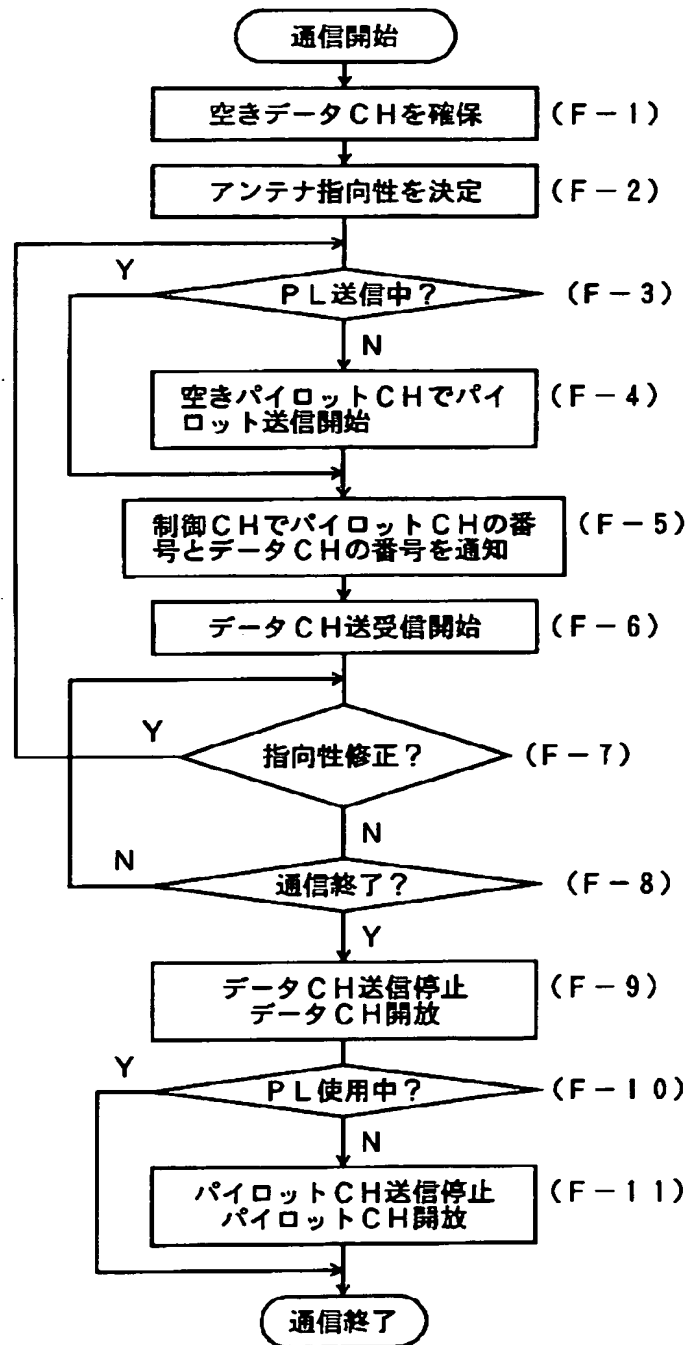 通信開始
空きデータCHを確保 (F-1)
アンテナ指向性を決定 (F-2)
Y
PL送信中? (F-3)
N
空きパイロットCHでパイ (F-4)
ロット送信開始
制御CHでパイロットCHの番 (F-5)
号とデータCHの番号を通知
データCH送受信開始 (F-6)
Y
指向性修正? (F-7)
N
N
通信終了? (F-8)
Y
データCH送信停止 (F-9)
データCH開放
Y
PL使用中? (F-10)
N
パイロットCH送信停止 (F-11)
パイロットCH開放
通信終了